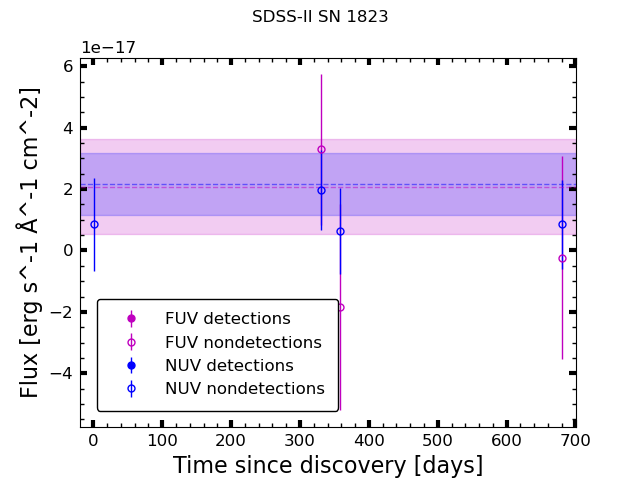 SDSS-II SN 1823
1e−17
6
4
2
0
−2
−4
Flux [erg s^-1 Å^-1 cm^-2]
FUV detections
FUV nondetections
NUV detections
NUV nondetections
0 100 200 300 400 500 600 700
Time since discovery [days]